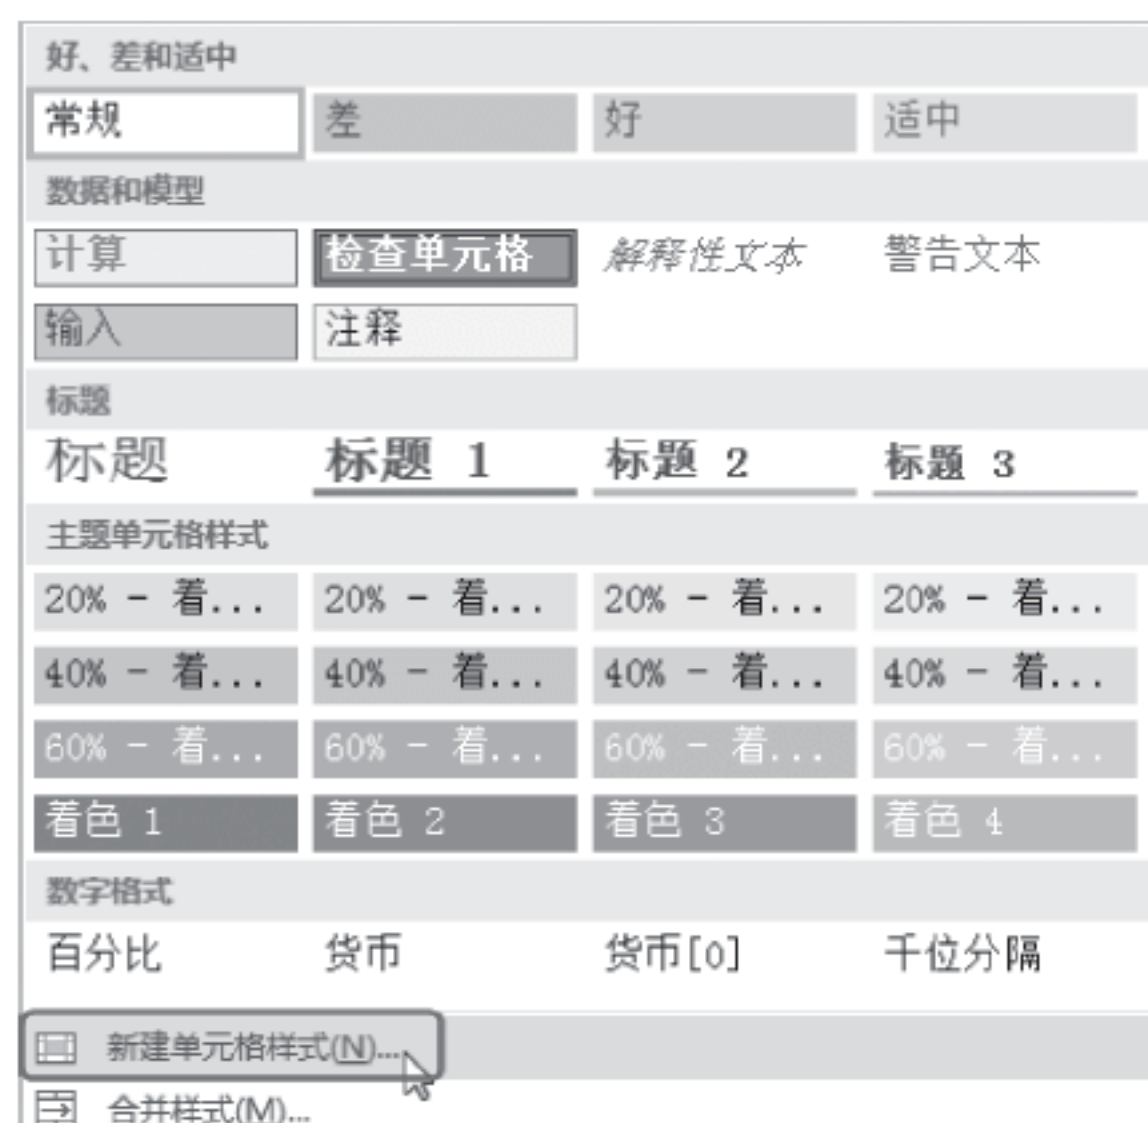 好、差和适中
常规 差 好 适中
数据和模型
计算 检查单元格 解释性文本 警告文本
输入 注释
标题
标题 标题 1 标题 2 标题 3
主题单元格样式
20% - 着... 20% - 着... 20% - 着... 20% - 着...
40% - 着... 40% - 着... 40% - 着... 40% - 着...
60% - 着... 60% - 着... 60% - 着... 60% - 着...
着色 1 着色 2 着色 3 着色 4
数字格式
百分比 货币 货币[0] 千位分隔
新建单元格样式(N)...
合并样式(M)...